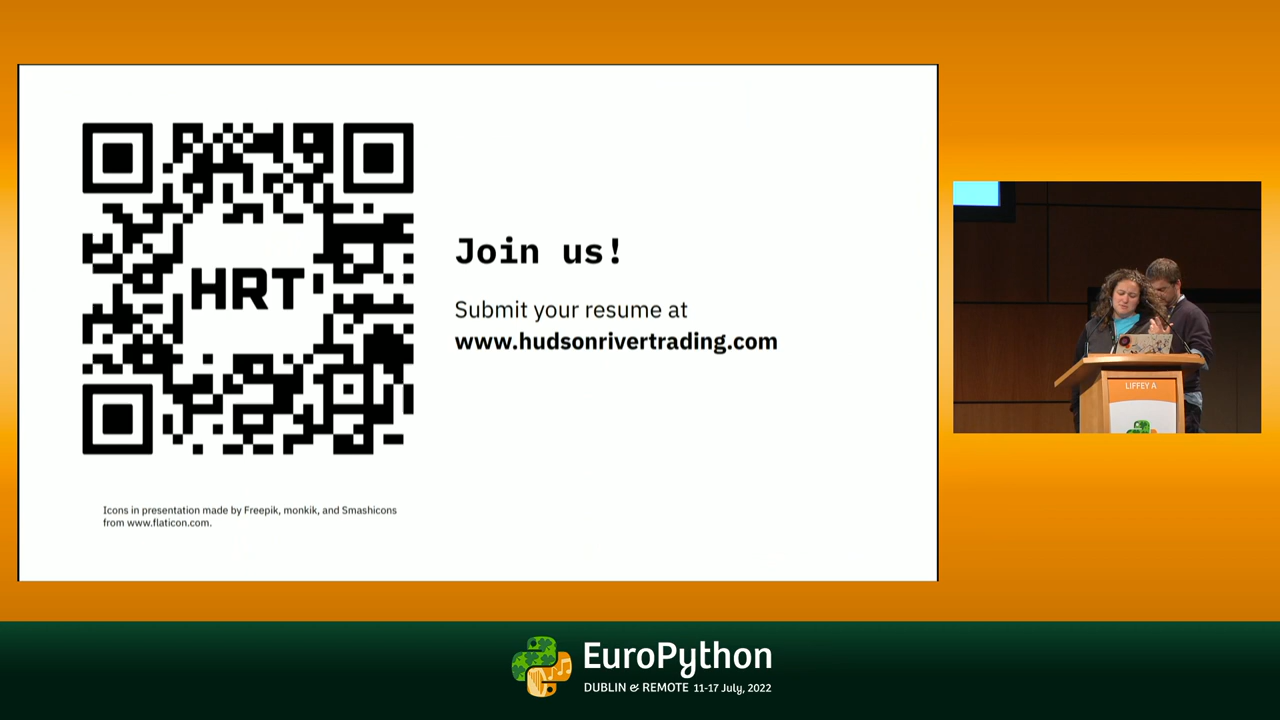 HRT
Join us!
Submit your resume at
www.hudsonrivertrading.com
Icons in presentation made by Freepik, monkik, and Smashicons
from www.flaticon.com.
LIFFEY A
EuroPython
DUBLIN & REMOTE 11-17 July, 2022